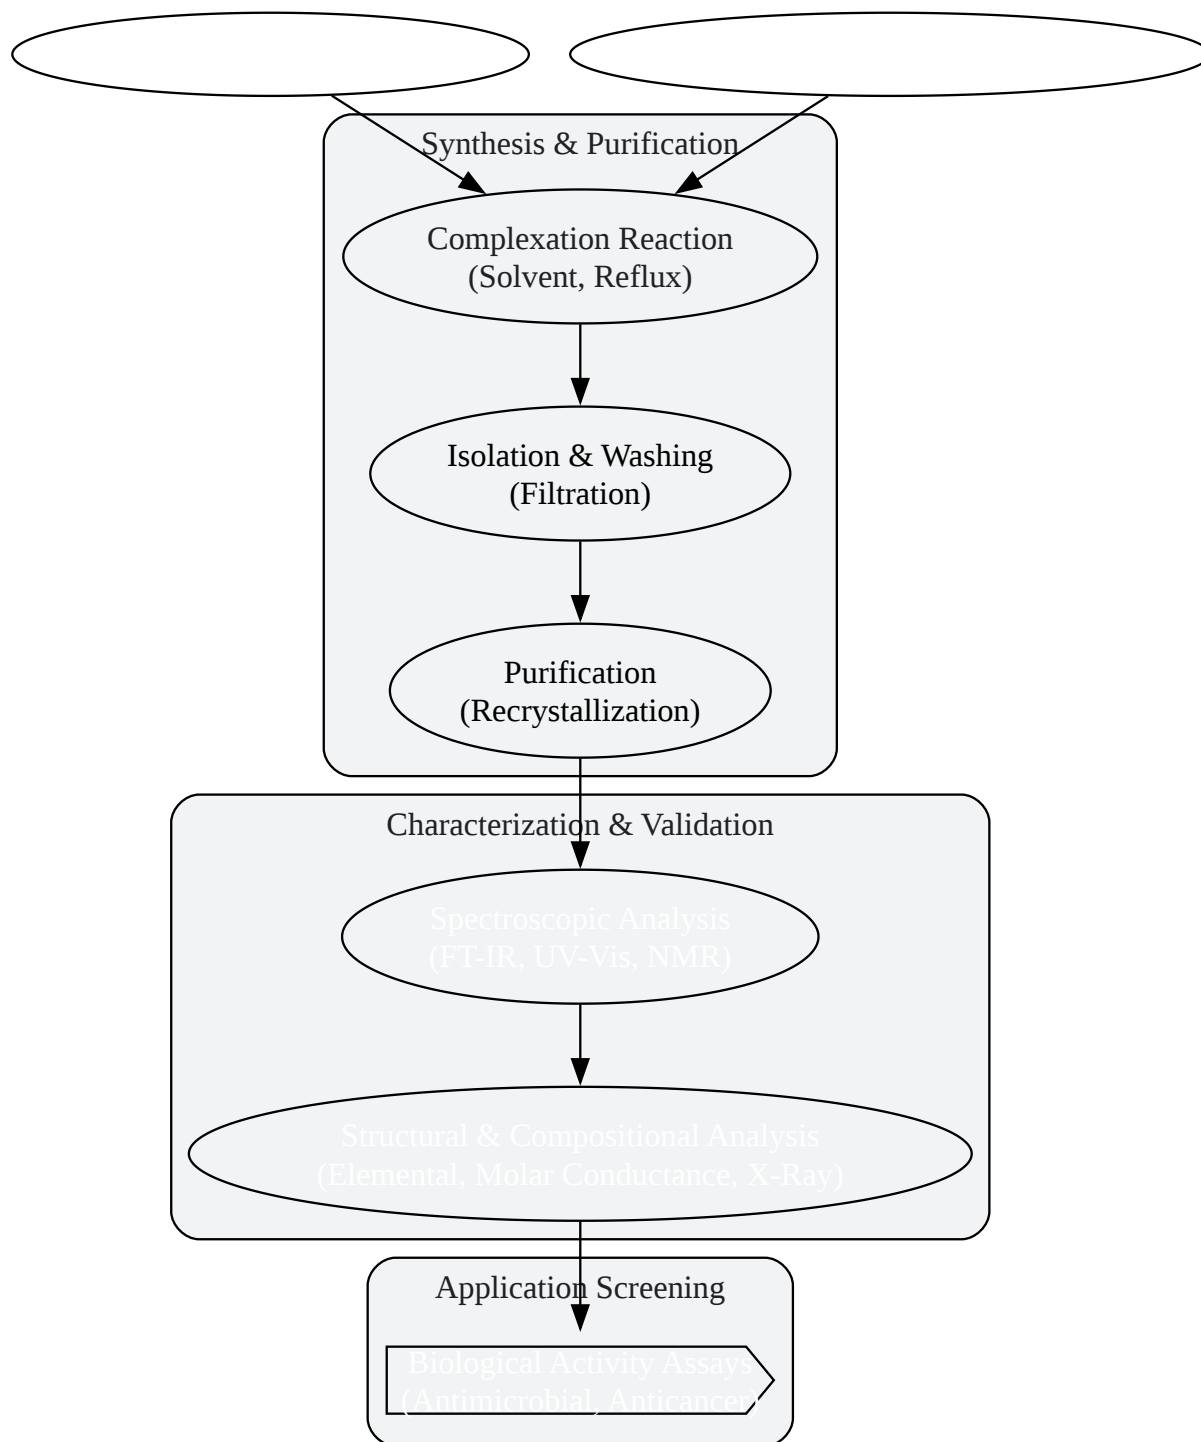 Synthesis & Purification
Complexation Reaction
(Solvent, Reflux)
Isolation & Washing
(Filtration)
Purification
(Recrystallization)
Characterization & Validation
Spectroscopic Analysis
(FT-IR, UV-Vis, NMR)
Structural & Compositional Analysis
(Elemental, Molar Conductance, X-Ray)
Application Screening
Biological Activity Assays
(Antimicrobial, Anticancer)